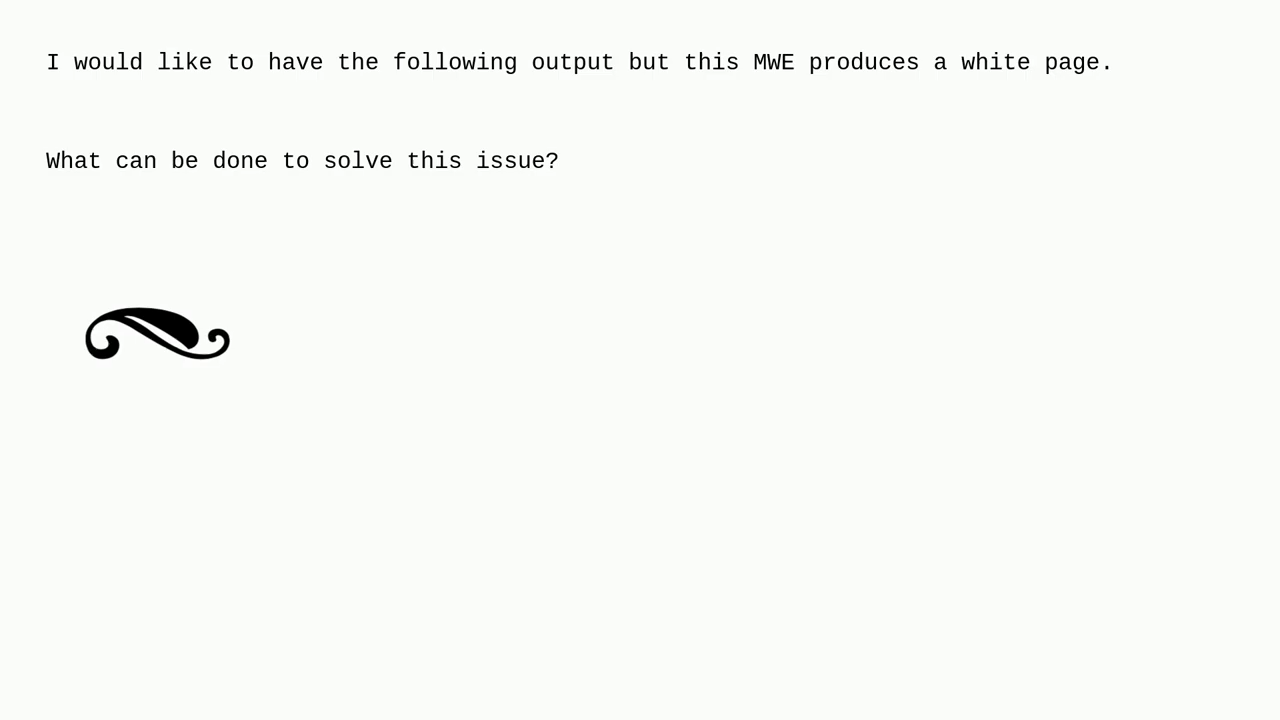 I would like to have the following output but this MWE produces a white page.
What can be done to solve this issue?